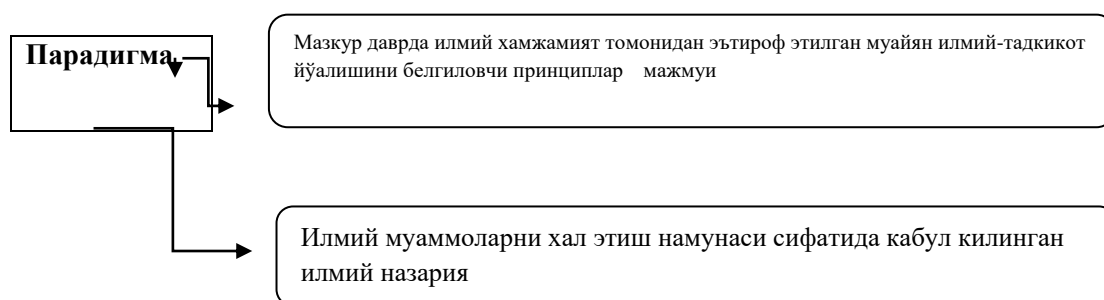 Парадигма
Мазкур даврда илмий хамжамият томонидан эътироф этилган муайян илмий-тадкикот
йўалишини белгиловчи принциплар мажмуи
Илмий муаммоларни хал этиш намунаси сифатида кабул килинган
илмий назария